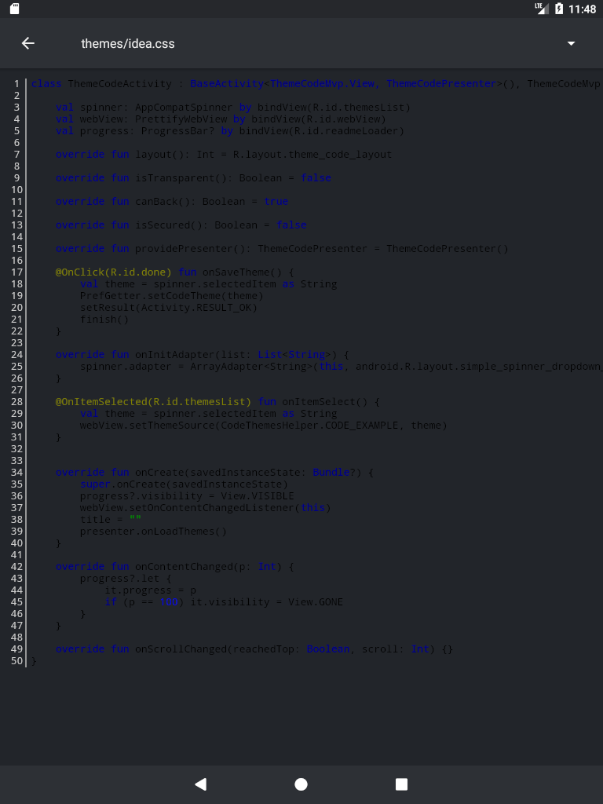 LTE 11:48
themes/idea.css
1 class ThemeCodeActivity : BaseActivity<ThemeCodeMvp.View, ThemeCodePresenter>(), ThemeCodeMvp
2
3     val spinner: AppCompatSpinner by bindView(R.id.themesList)
4     val webView: PrettifyWebView by bindView(R.id.webView)
5     val progress: ProgressBar? by bindView(R.id.readmeLoader)
6
7     override fun layout(): Int = R.layout.theme_code_layout
8
9     override fun isTransparent(): Boolean = false
10
11     override fun canBack(): Boolean = true
12
13     override fun isSecured(): Boolean = false
14
15     override fun providePresenter(): ThemeCodePresenter = ThemeCodePresenter()
16
17     @OnClick(R.id.done) fun onSaveTheme() {
18         val theme = spinner.selectedItem as String
19         PrefGetter.setCodeTheme(theme)
20         setResult(Activity.RESULT_OK)
21         finish()
22     }
23
24     override fun onInitAdapter(list: List<String>) {
25         spinner.adapter = ArrayAdapter<String>(this, android.R.layout.simple_spinner_dropdown_
26     }
27
28     @OnItemSelected(R.id.themesList) fun onItemSelect() {
29         val theme = spinner.selectedItem as String
30         webView.setThemeSource(CodeThemesHelper.CODE_EXAMPLE, theme)
31     }
32
33
34     override fun onCreate(savedInstanceState: Bundle?) {
35         super.onCreate(savedInstanceState)
36         progress?.visibility = View.VISIBLE
37         webView.setOnContentChangedListener(this)
38         title = ""
39         presenter.onLoadThemes()
40     }
41
42     override fun onContentChanged(p: Int) {
43         progress?.let {
44             it.progress = p
45             if (p == 100) it.visibility = View.GONE
46         }
47     }
48
49     override fun onScrollChanged(reachedTop: Boolean, scroll: Int) {}
50 }